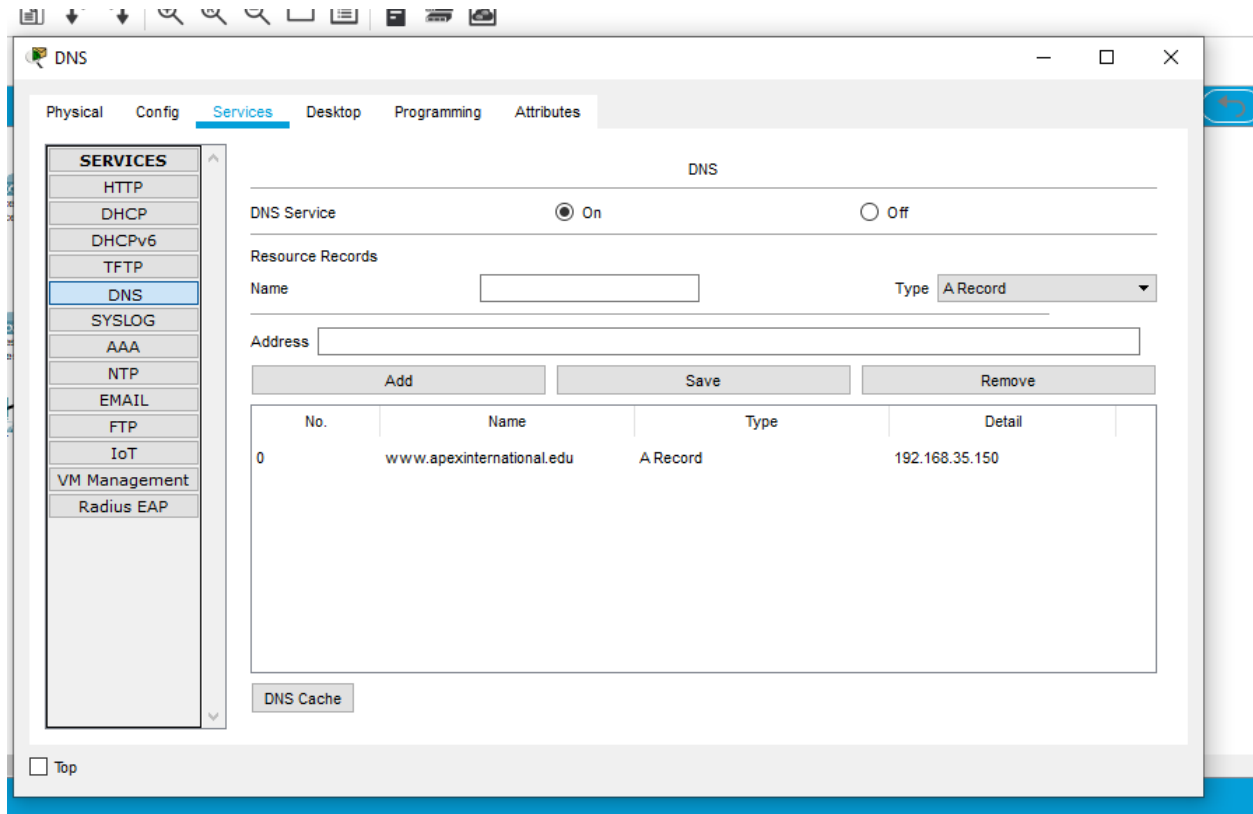 DNS
Physical Config Services Desktop Programming Attributes
SERVICES
HTTP
DHCP
DHCPv6
TFTP
DNS
SYSLOG
AAA
NTP
EMAIL
FTP
IoT
VM Management
Radius EAP
DNS
DNS Service On Off
Resource Records
Name Type A Record
Address
Add Save Remove
No. Name Type Detail
0 www.apexinternational.edu A Record 192.168.35.150
DNS Cache
Top